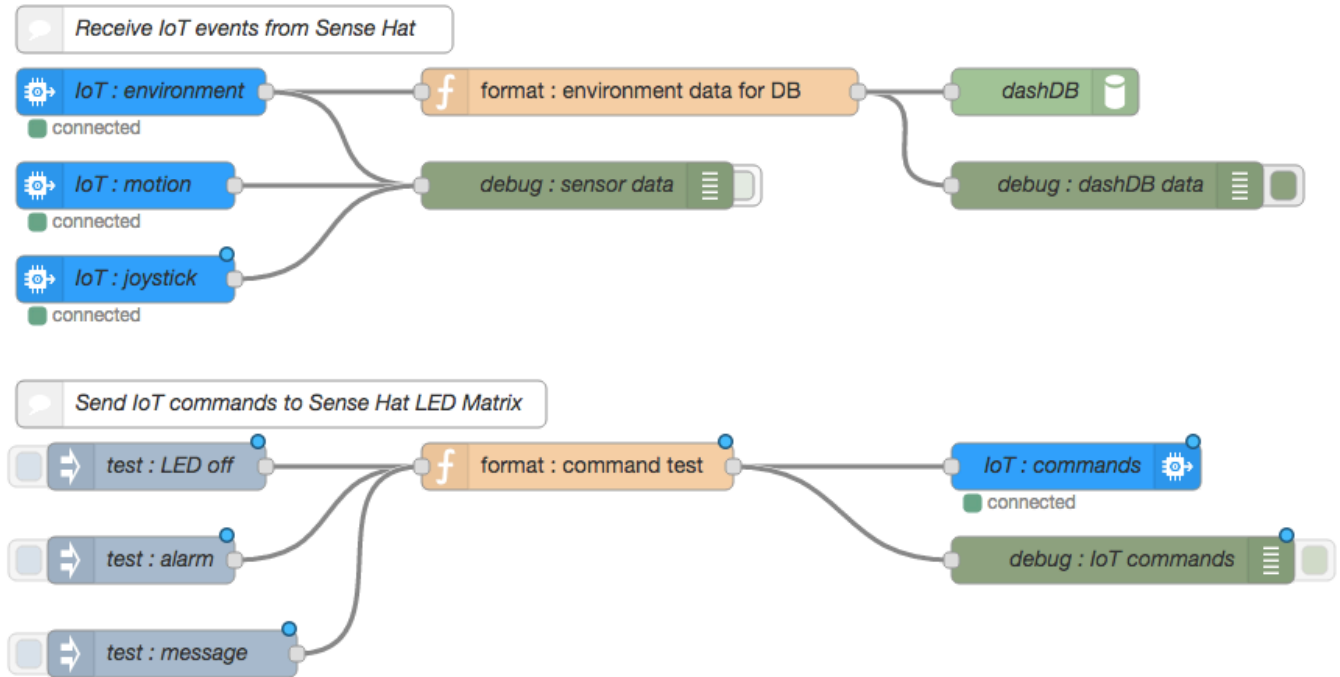 Receive IoT events from Sense Hat
IoT : environment
format : environment data for DB
dashDB
connected
IoT : motion
debug : sensor data
debug : dashDB data
connected
IoT : joystick
connected
Send IoT commands to Sense Hat LED Matrix
test : LED off
format : command test
IoT : commands
connected
test : alarm
debug : IoT commands
test : message